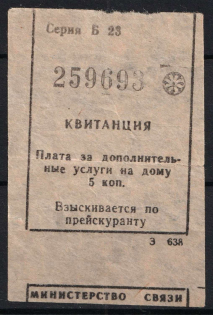 Серия Б 23
259693
КВИТАНЦИЯ
Плата за дополнитель-
ные услуги на дому
5 коп.
Взыскивается по
прейскуранту
Э 638
МИНИСТЕРСТВО СВЯЗИ